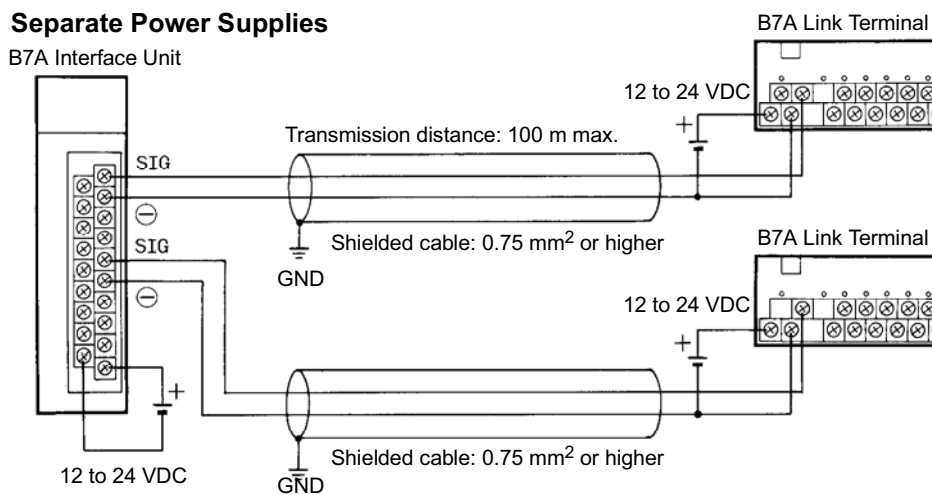 Separate Power Supplies
B7A Interface Unit
B7A Link Terminal
12 to 24 VDC
+
Transmission distance: 100 m max.
SIG
⊖
Shielded cable: 0.75 mm² or higher
GND
SIG
⊖
B7A Link Terminal
12 to 24 VDC
+
+
12 to 24 VDC
Shielded cable: 0.75 mm² or higher
GND